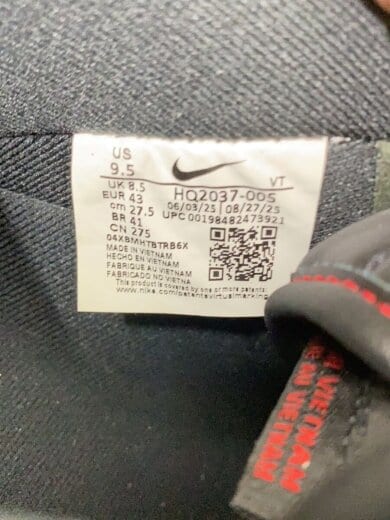 US
9.5
UK 8.5
EUR 43
cm 27.5
BR 41
CN 275
VT
HQ2037-005
06/03/25 | 08/27/25
UPC 00198482473921
04XBMHTBTRB6X
MADE IN VIETNAM
HECHO EN VIETNAM
FABRIQUE AU VIETNAM
FABRICADO NO VIETNA
This product is covered by one or more patents:
www.nike.com/patentsvirtualmarking
VIETNAM
VIETNAM